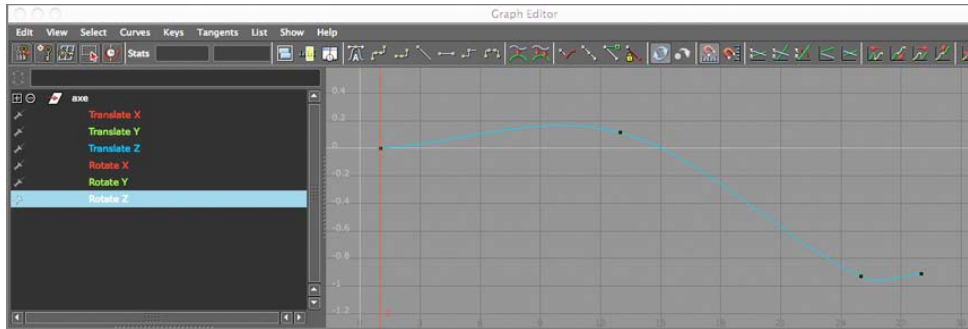 Graph Editor
Edit View Select Curves Keys Tangents List Show Help
Stats
axe
Translate X
Translate Y
Translate Z
Rotate X
Rotate Y
Rotate Z
0.4
0.2
0
-0.2
-0.4
-0.6
-0.8
-1
-1.2